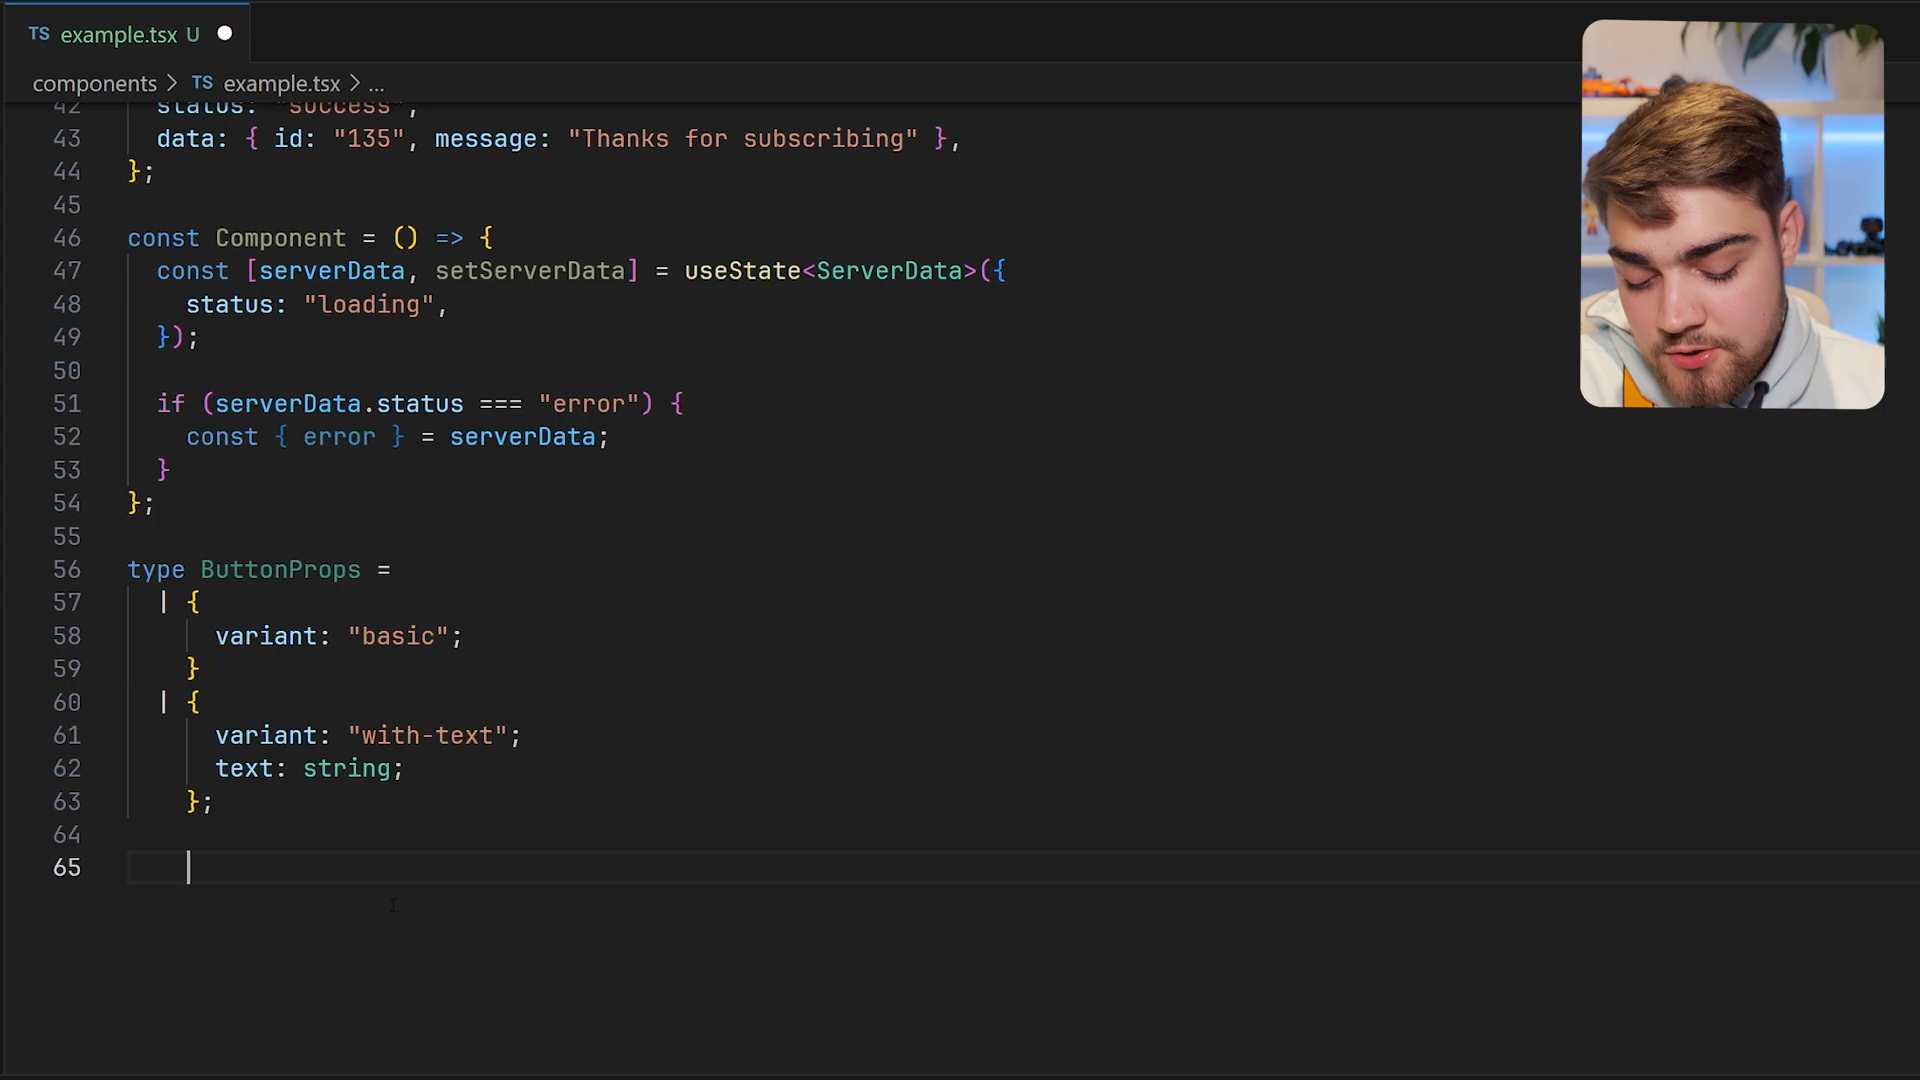 TS example.tsx U
components > TS example.tsx > ...
42 status: "success",
43 data: { id: "135", message: "Thanks for subscribing" },
44 };
45
46 const Component = () => {
47 const [serverData, setServerData] = useState<ServerData>({
48 status: "loading",
49 });
50
51 if (serverData.status === "error") {
52 const { error } = serverData;
53 }
54 };
55
56 type ButtonProps =
57 | {
58 variant: "basic";
59 }
60 | {
61 variant: "with-text";
62 text: string;
63 };
64
65